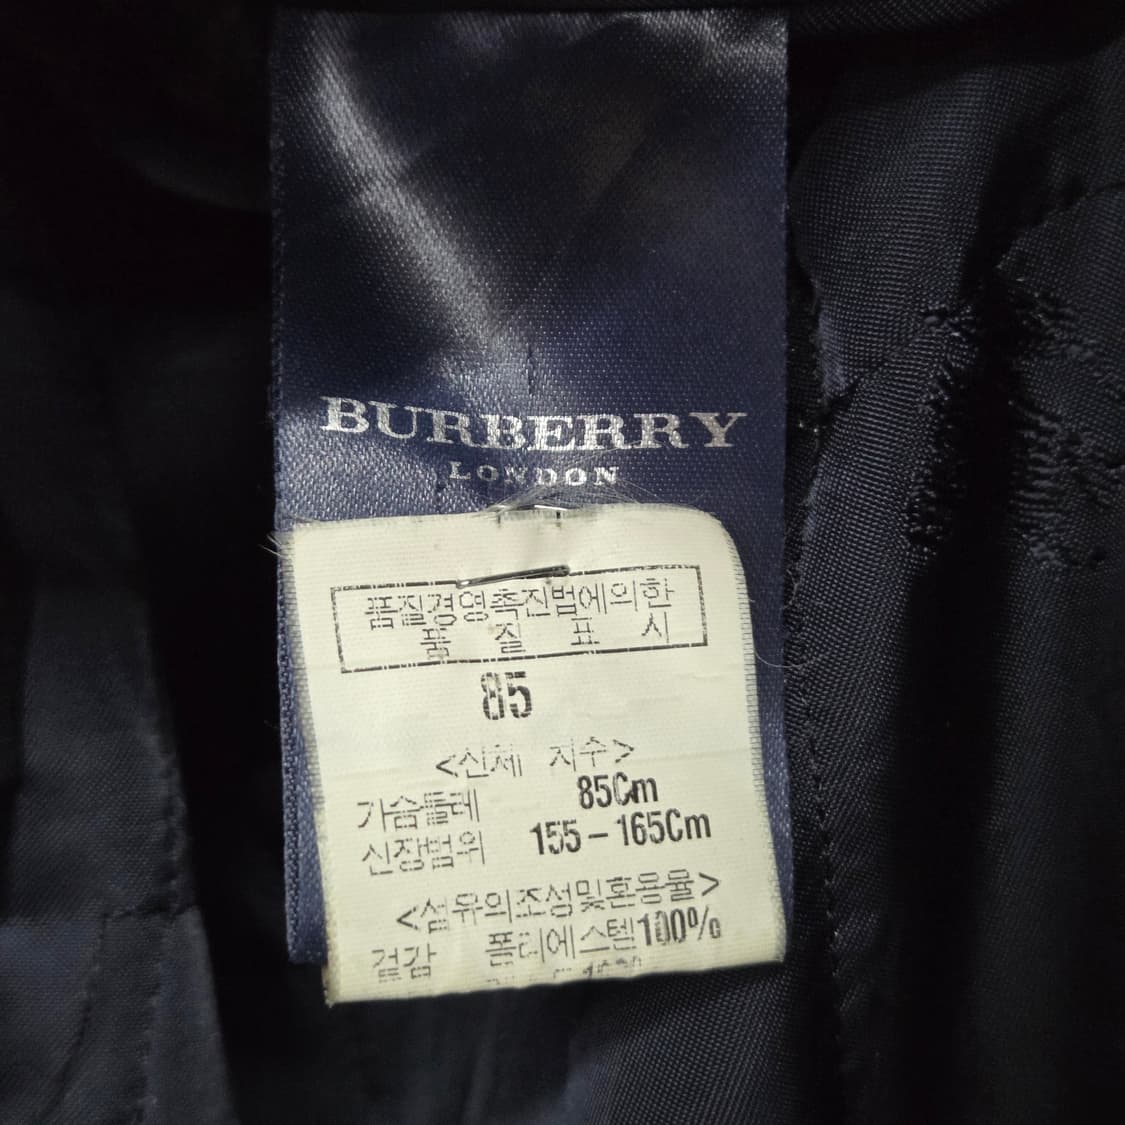 BURBERRY
LONDON
품질경영촉진법에의한
품 질 표 시
85
<신체 치수>
가슴둘레 85Cm
신장범위 155-165Cm
<섬유의조성및혼용율>
겉감 폴리에스텔100%